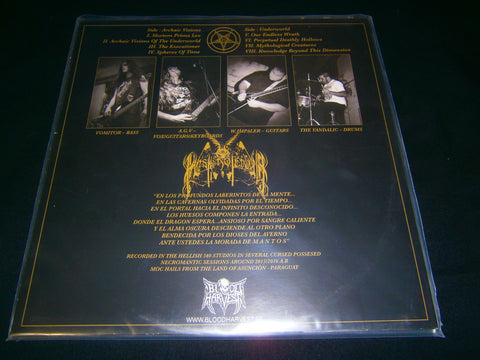 Side : Archaic Visions
I. Mortem Prima Lux
II. Archaic Visions Of The Underworld
III. The Executioner
IV. Spheres Of Time
Side : Underworld
V. Our Endless Wrath
VI. Perpetual Deathly Hollows
VII. Mythological Creatures
VIII. Knowledge Beyond This Dimension
VOMITOR - BASS
A.G.V -
VOX/GUITARS/KEYBOARDS
W. IMPALER - GUITARS
THE VANDALIC - DRUMS
"EN LOS PROFUNDOS LABERINTOS DE LA MENTE...
EN LAS CAVERNAS OLVIDADAS POR EL TIEMPO...
EN EL PORTAL HACIA EL INFINITO DESCONOCIDO...
LOS HUESOS COMPONEN LA ENTRADA...
DONDE EL DRAGON ESPERA...ANSIOSO POR SANGRE CALIENTE
Y EL ALMA OSCURA DESCIENDE AL OTRO PLANO
BENDECIDA POR LOS DIOSES DEL AVERNO
ANTE USTEDES LA MORADA DE M A N T O S"
RECORDED IN THE HELLISH 540 STUDIOS IN SEVERAL CURSED POSSESED
NECROMANTIC SESSIONS AROUND 2015/2016 A.B
MOC HAILS FROM THE LAND OF ASUNCIÓN - PARAGUAY
BLOOD
HARVEST
WWW.BLOODHARVEST.SE